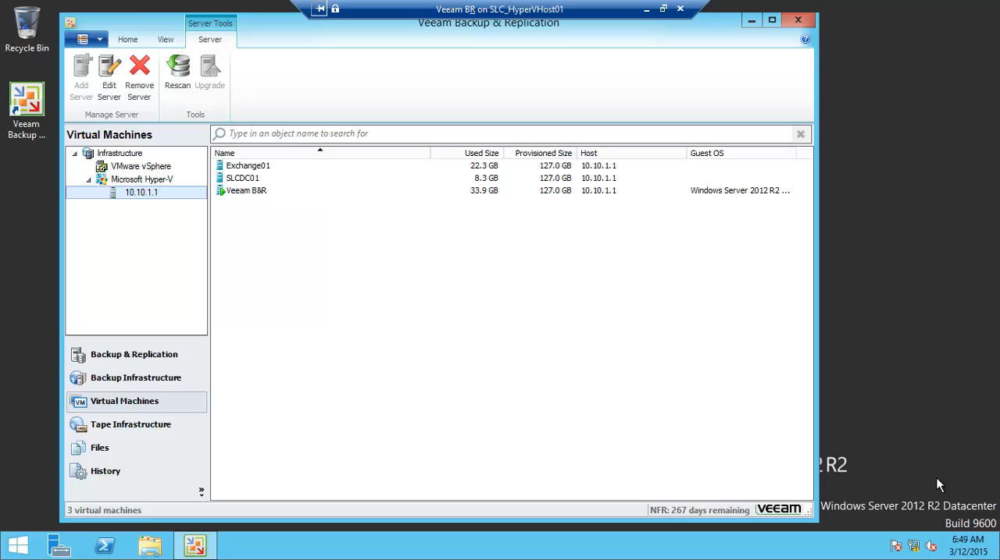 Veeam BR on SLC_HyperVHost01
Server Tools
Veeam Backup & Replication
Home
View
Server
Add
Server
Edit
Server
Remove
Server
Rescan
Upgrade
Manage Server
Tools
Recycle Bin
Veeam
Backup ...
Virtual Machines
Type in an object name to search for
Infrastructure
VMware vSphere
Microsoft Hyper-V
10.10.1.1
Name Used Size Provisioned Size Host Guest OS
Exchange01 22.3 GB 127.0 GB 10.10.1.1
SLCDC01 8.3 GB 127.0 GB 10.10.1.1
Veeam B&R 33.9 GB 127.0 GB 10.10.1.1 Windows Server 2012 R2 ...
Backup & Replication
Backup Infrastructure
Virtual Machines
Tape Infrastructure
Files
History
3 virtual machines
NFR: 267 days remaining
veeam
R2
Windows Server 2012 R2 Datacenter
Build 9600
6:49 AM
3/12/2015